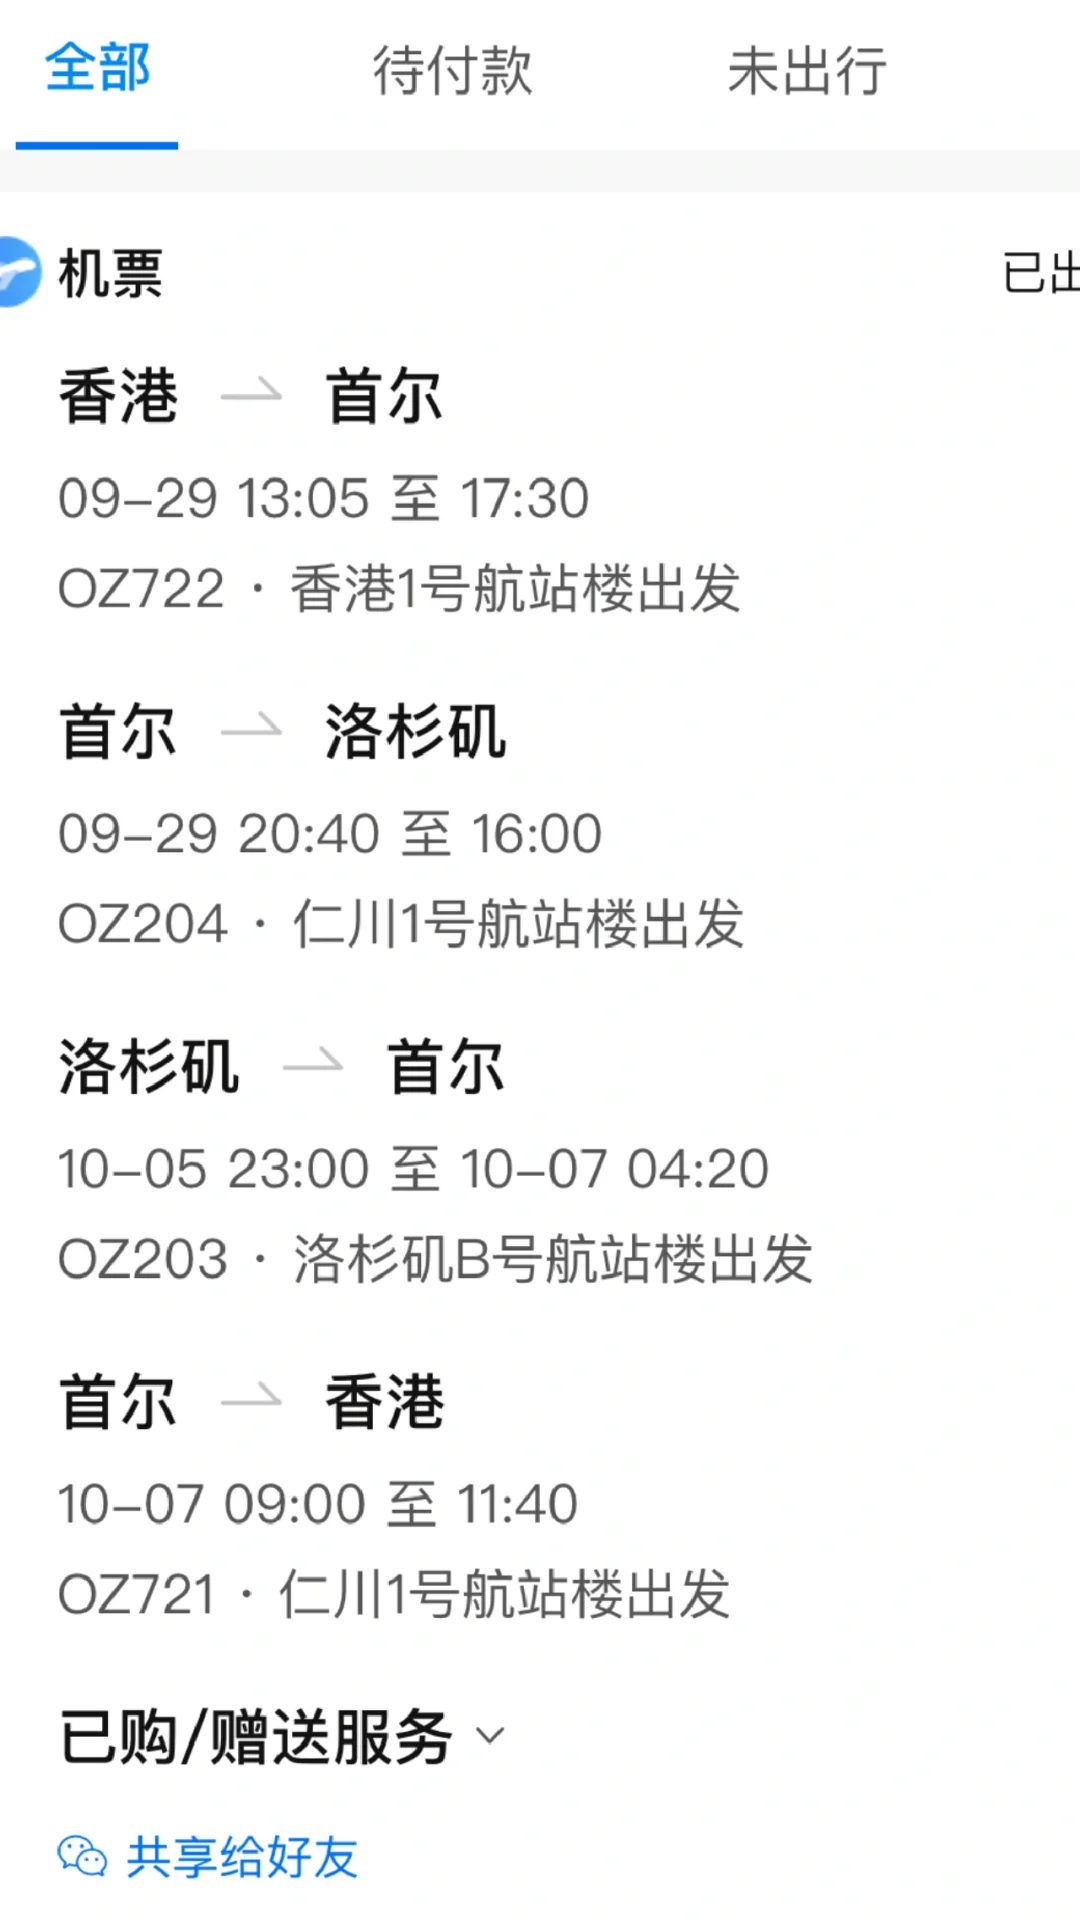 全部 待付款 未出行
机票 已出
香港 首尔
09-29 13:05 至 17:30
OZ722 · 香港1号航站楼出发
首尔 洛杉矶
09-29 20:40 至 16:00
OZ204 · 仁川1号航站楼出发
洛杉矶 首尔
10-05 23:00 至 10-07 04:20
OZ203 · 洛杉矶B号航站楼出发
首尔 香港
10-07 09:00 至 11:40
OZ721 · 仁川1号航站楼出发
已购/赠送服务
共享给好友